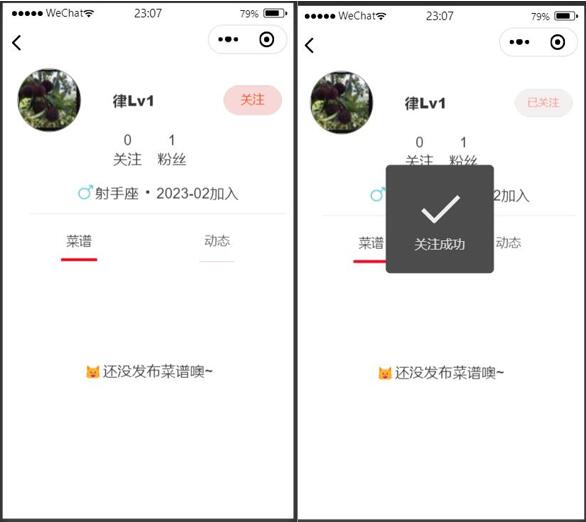 WeChat 23:07 79%
律Lv1 关注
0 1
关注 粉丝
射手座 • 2023-02加入
菜谱 动态
还没发布菜谱噢~
WeChat 23:07 79%
律Lv1 已关注
0 1
关注 粉丝
2加入
关注成功
菜谱 动态
还没发布菜谱噢~